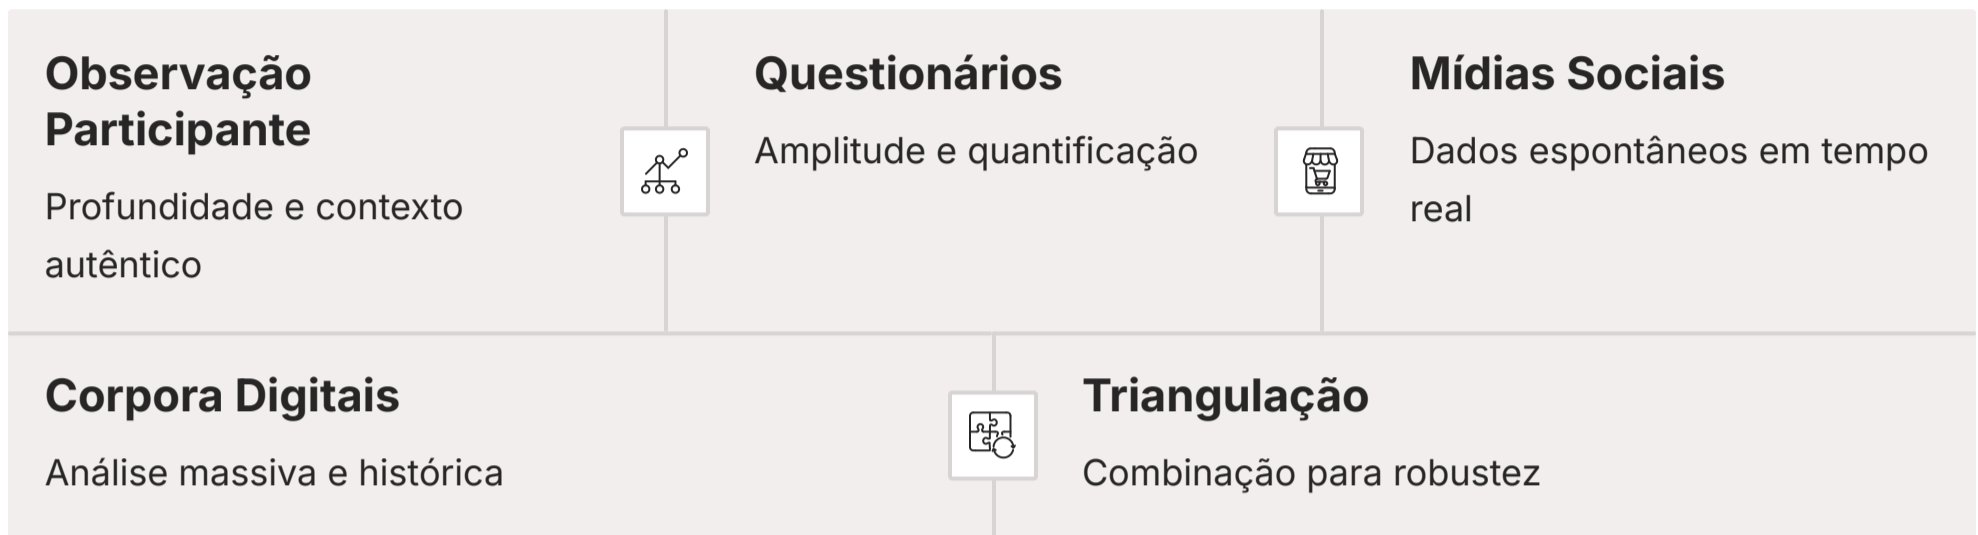 Observação
Participante
Profundidade e contexto
autêntico
Questionários
Amplitude e quantificação
Mídias Sociais
Dados espontâneos em tempo
real
Corpora Digitais
Análise massiva e histórica
Triangulação
Combinação para robustez